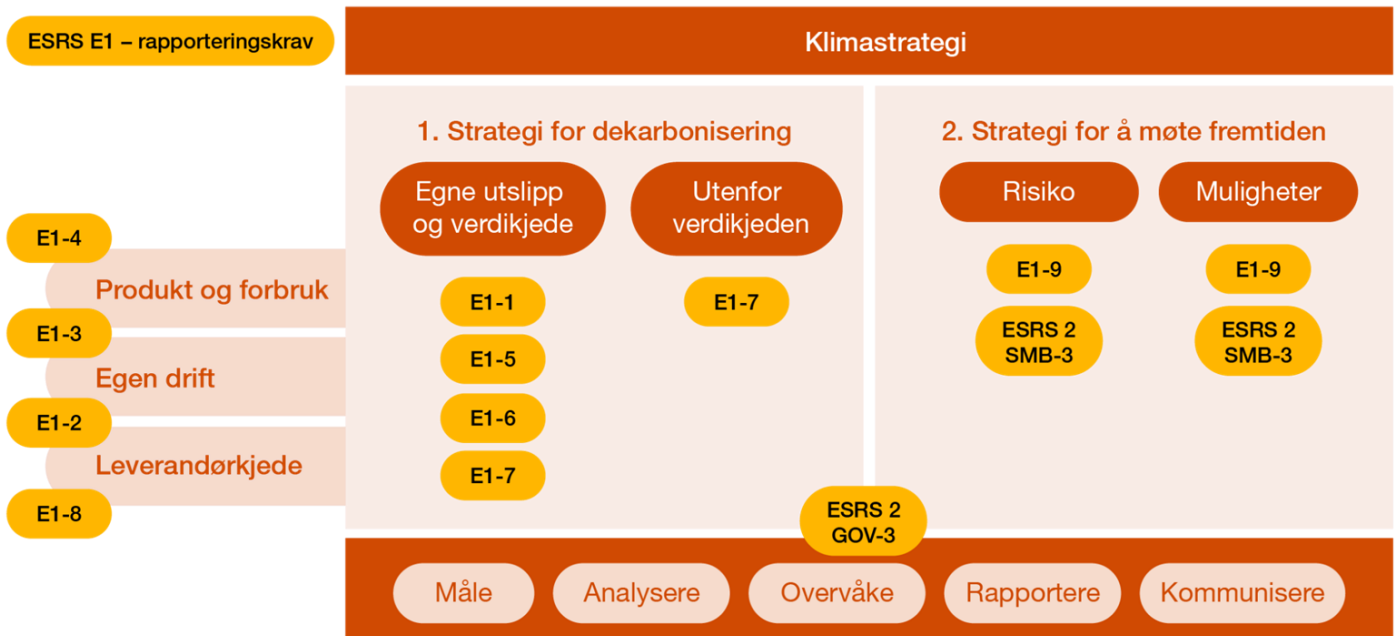 ESRS E1 – rapporteringskrav
Klimastrategi
1. Strategi for dekarbonisering
2. Strategi for å møte fremtiden
Egne utslipp
og verdikjede
Utenfor
verdikjeden
Risiko
Muligheter
E1-4
Produkt og forbruk
E1-3
Egen drift
E1-2
Leverandørkjede
E1-8
E1-1
E1-5
E1-6
E1-7
E1-7
E1-9
ESRS 2
SMB-3
E1-9
ESRS 2
SMB-3
ESRS 2
GOV-3
Måle
Analysere
Overvåke
Rapportere
Kommunisere